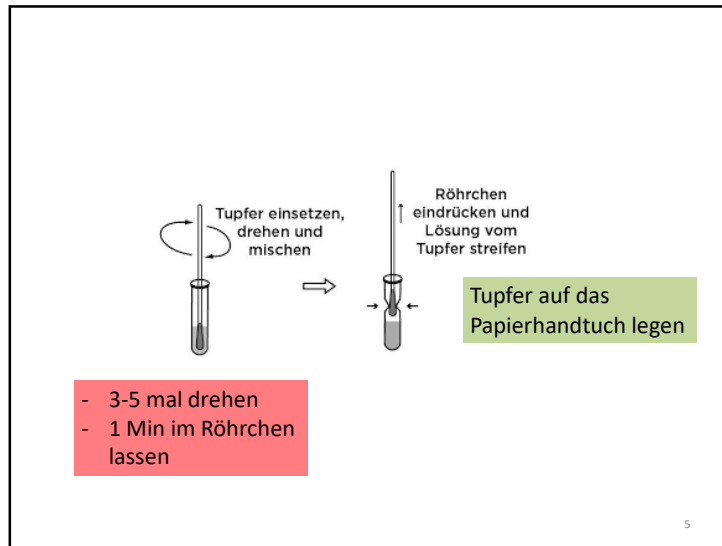 Tupfer einsetzen,
drehen und
mischen
Röhrchen
eindrücken und
Lösung vom
Tupfer streifen
Tupfer auf das
Papierhandtuch legen
- 3-5 mal drehen
- 1 Min im Röhrchen
lassen
5